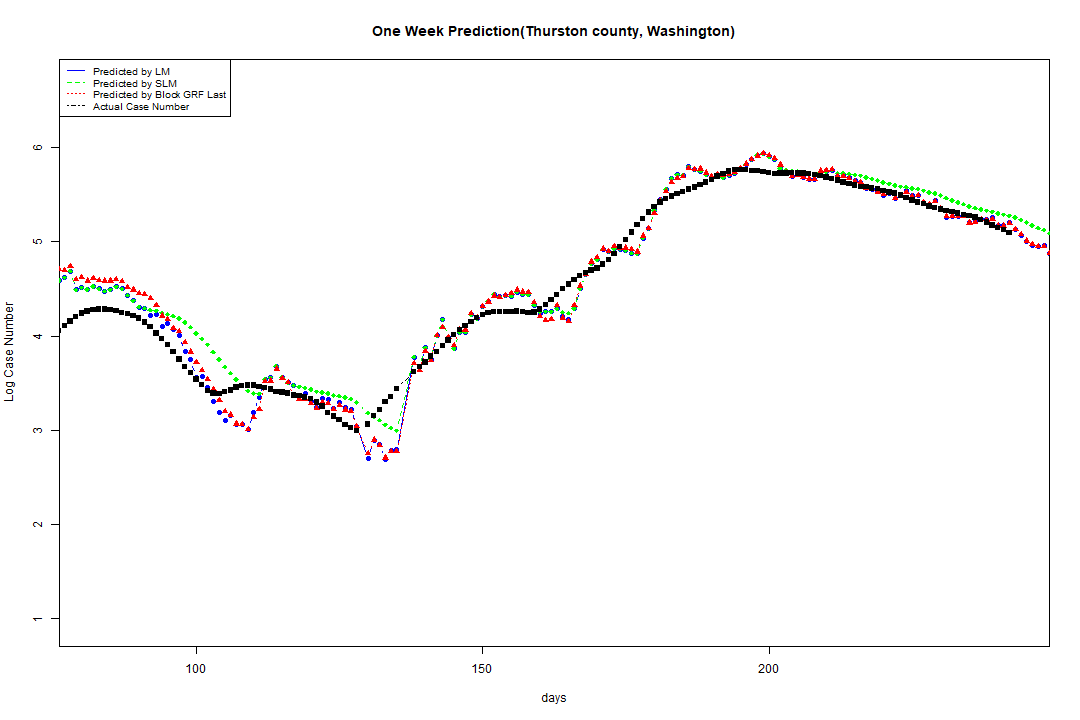 One Week Prediction(Thurston county, Washington)
Predicted by LM
Predicted by SLM
Predicted by Block GRF Last
Actual Case Number
6
5
4
3
2
1
Log Case Number
100 150 200
days